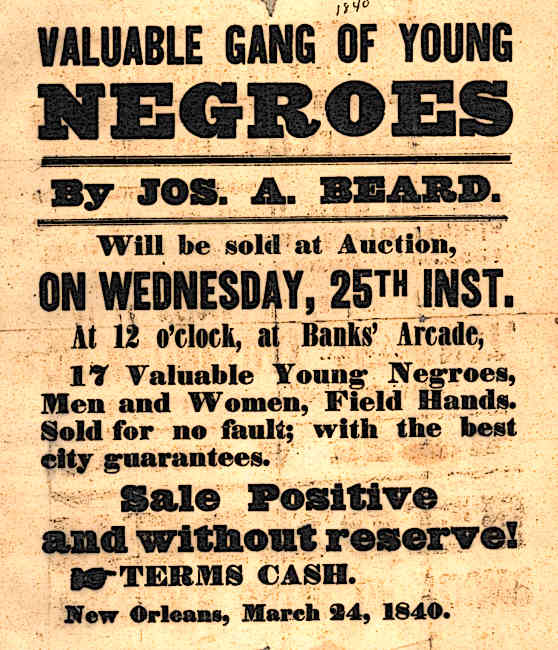 1840
VALUABLE GANG OF YOUNG
NEGROES
By JOS. A. BEARD.
Will be sold at Auction,
ON WEDNESDAY, 25TH INST.
At 12 o'clock, at Banks' Arcade,
17 Valuable Young Negroes,
Men and Women, Field Hands.
Sold for no fault; with the best
city guarantees.
Sale Positive
and without reserve!
☞ TERMS CASH.
New Orleans, March 24, 1840.